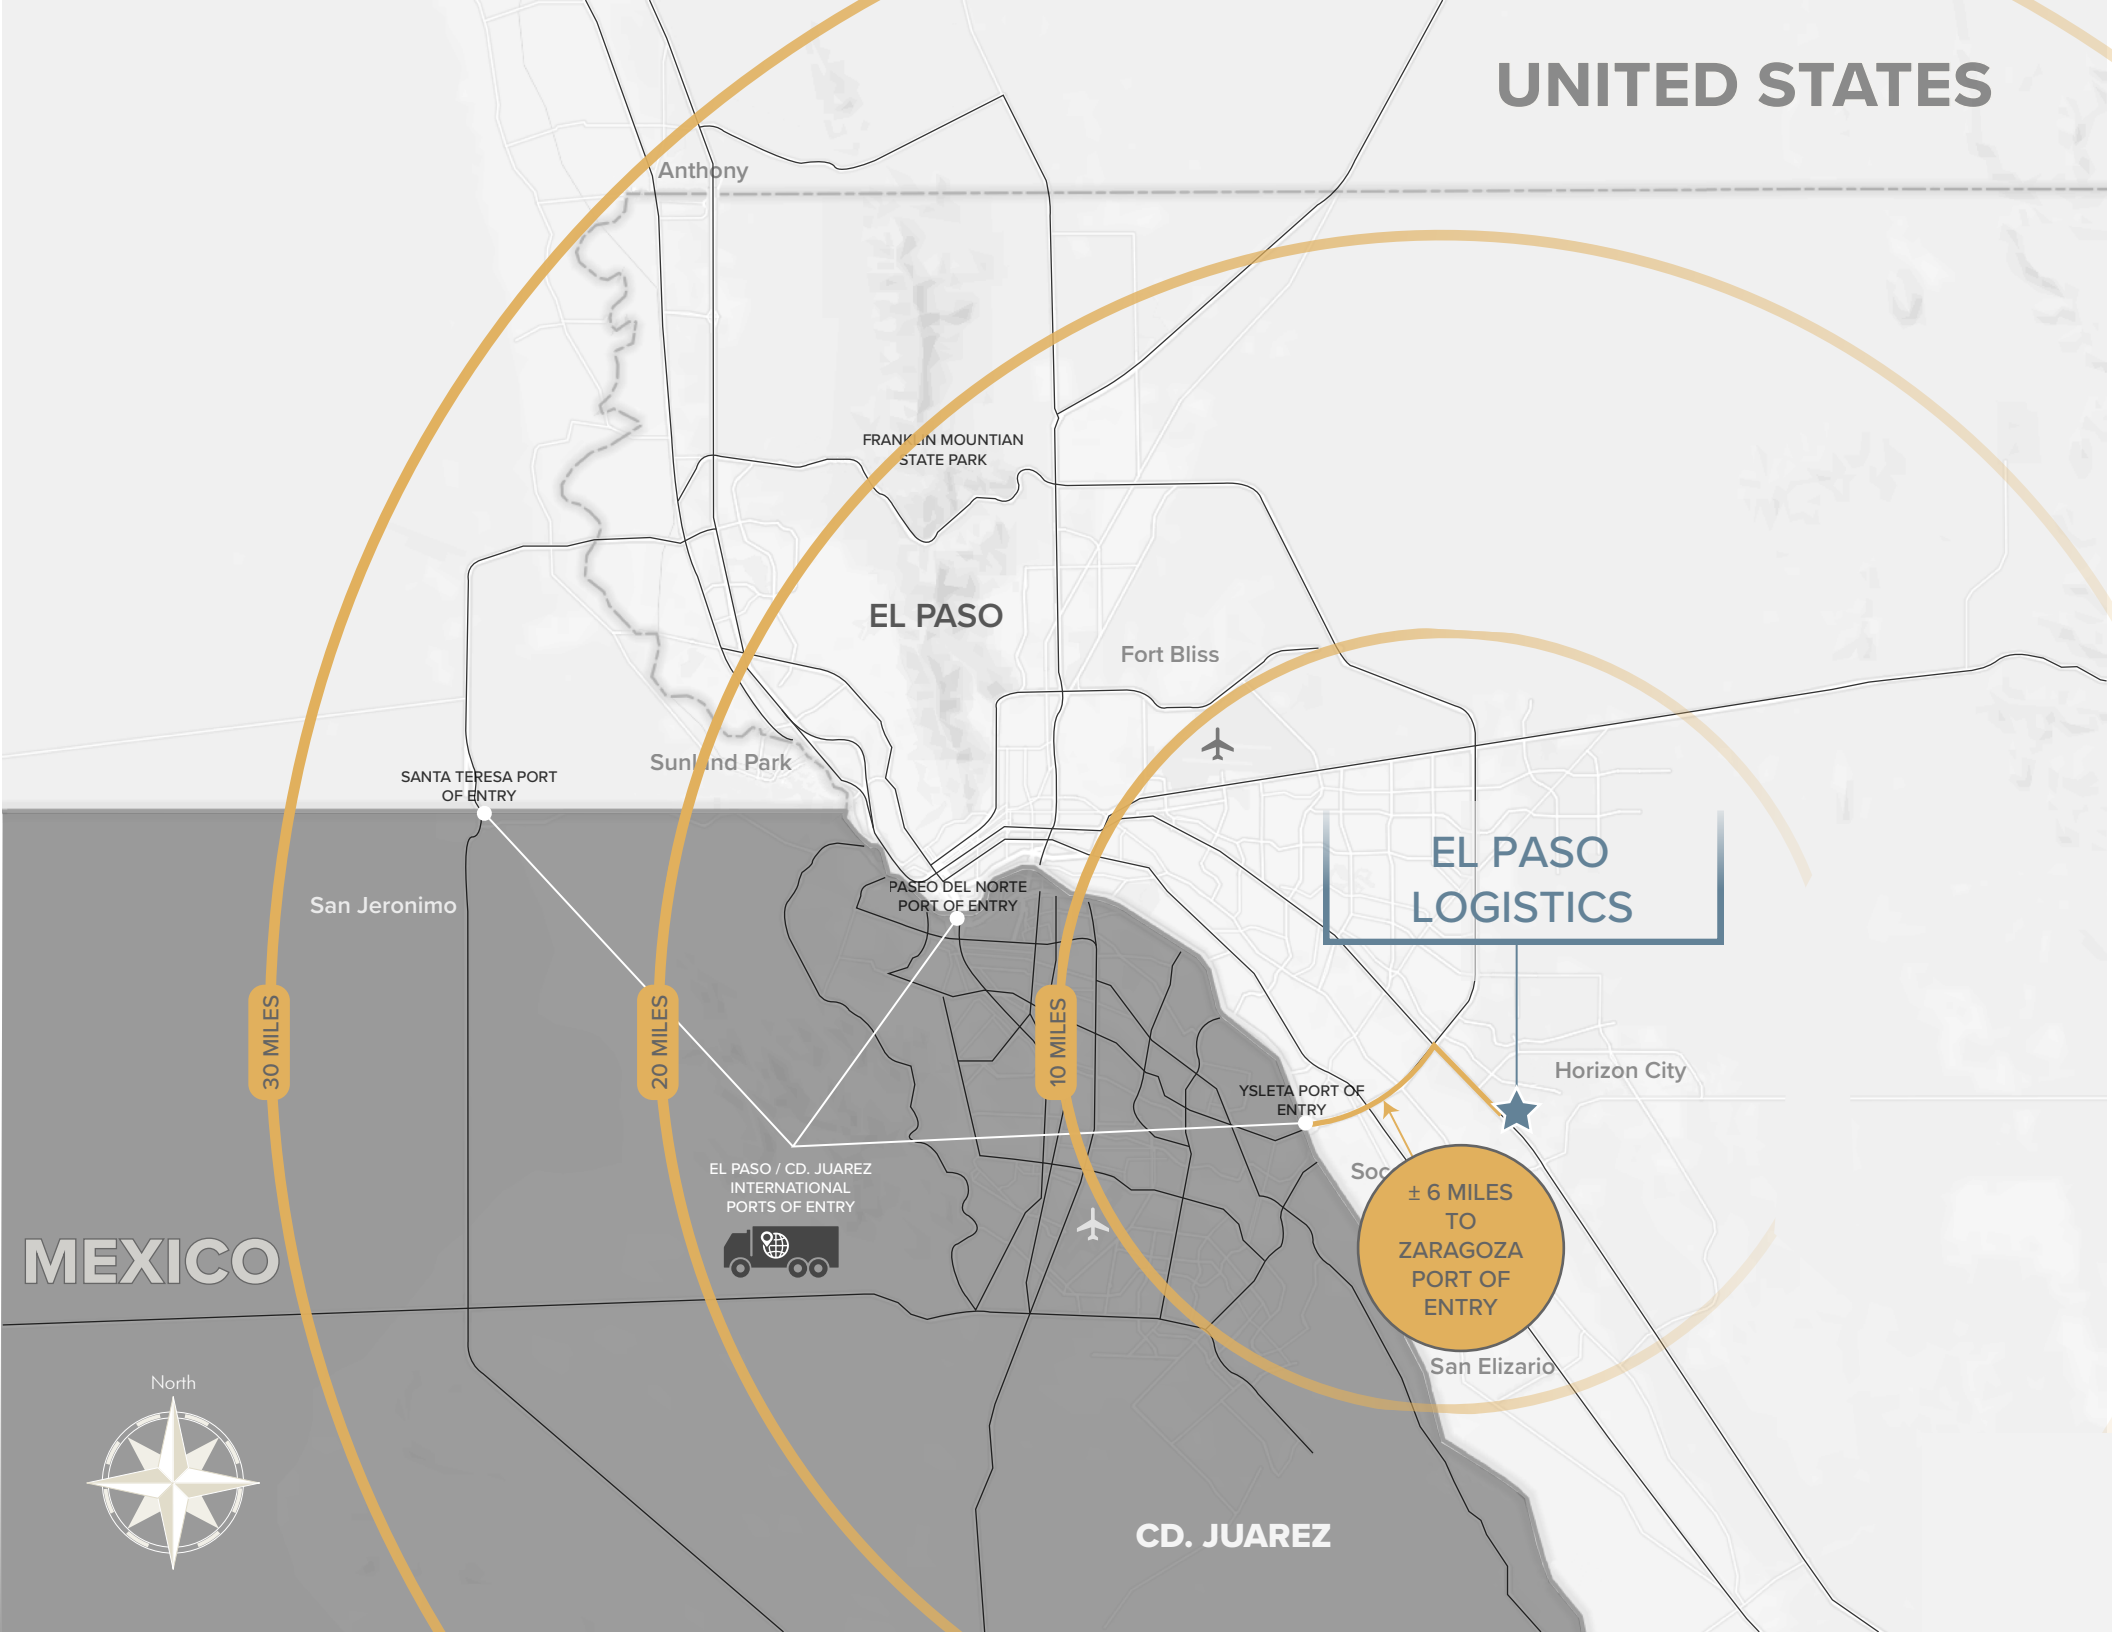 UNITED STATES
Anthony
FRANKLIN MOUNTIAN
STATE PARK
EL PASO
Fort Bliss
Sunland Park
SANTA TERESA PORT
OF ENTRY
EL PASO
LOGISTICS
San Jeronimo
PASEO DEL NORTE
PORT OF ENTRY
30 MILES
20 MILES
10 MILES
Horizon City
YSLETA PORT OF
ENTRY
EL PASO / CD. JUAREZ
INTERNATIONAL
PORTS OF ENTRY
Soc
± 6 MILES
TO
ZARAGOZA
PORT OF
ENTRY
MEXICO
San Elizario
North
CD. JUAREZ